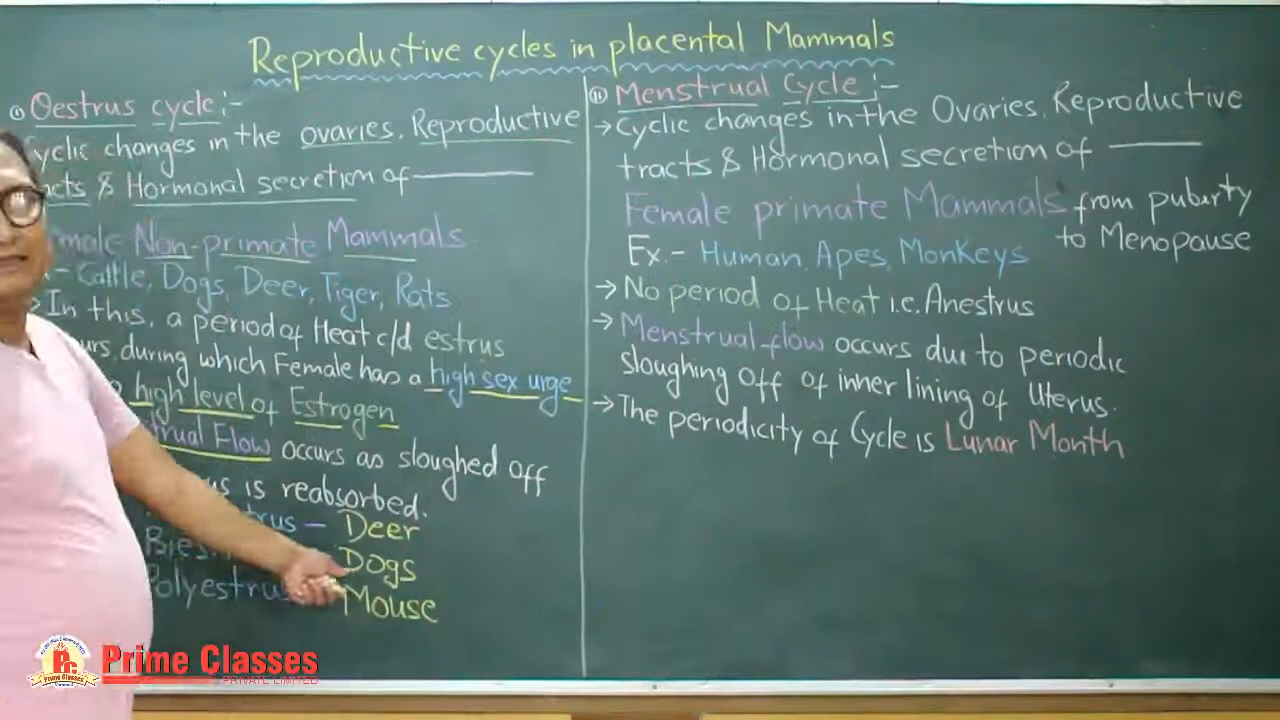 Reproductive cycles in placental Mammals
(i) Oestrus cycle :-
Cyclic changes in the ovaries, Reproductive
& Hormonal secretion of ———
Non-primate Mammals
Cattle, Dogs, Deer, Tiger, Rats
→ In this, a period of Heat c/d estrus
during which Female has a high sex urge
high level of Estrogen
Flow occurs as sloughed off
is reabsorbed.
– Deer
Dogs
Mouse
(ii) Menstrual Cycle :-
→ Cyclic changes in the Ovaries, Reproductive
tracts & Hormonal secretion of ———
Female primate Mammals from puberty
to Menopause
Ex.- Human, Apes, Monkeys
→ No period of Heat i.e. Anestrus
→ Menstrual flow occurs due to periodic
sloughing off of inner lining of Uterus.
→ The periodicity of Cycle is Lunar Month
Prime Classes
PRIVATE LIMITED